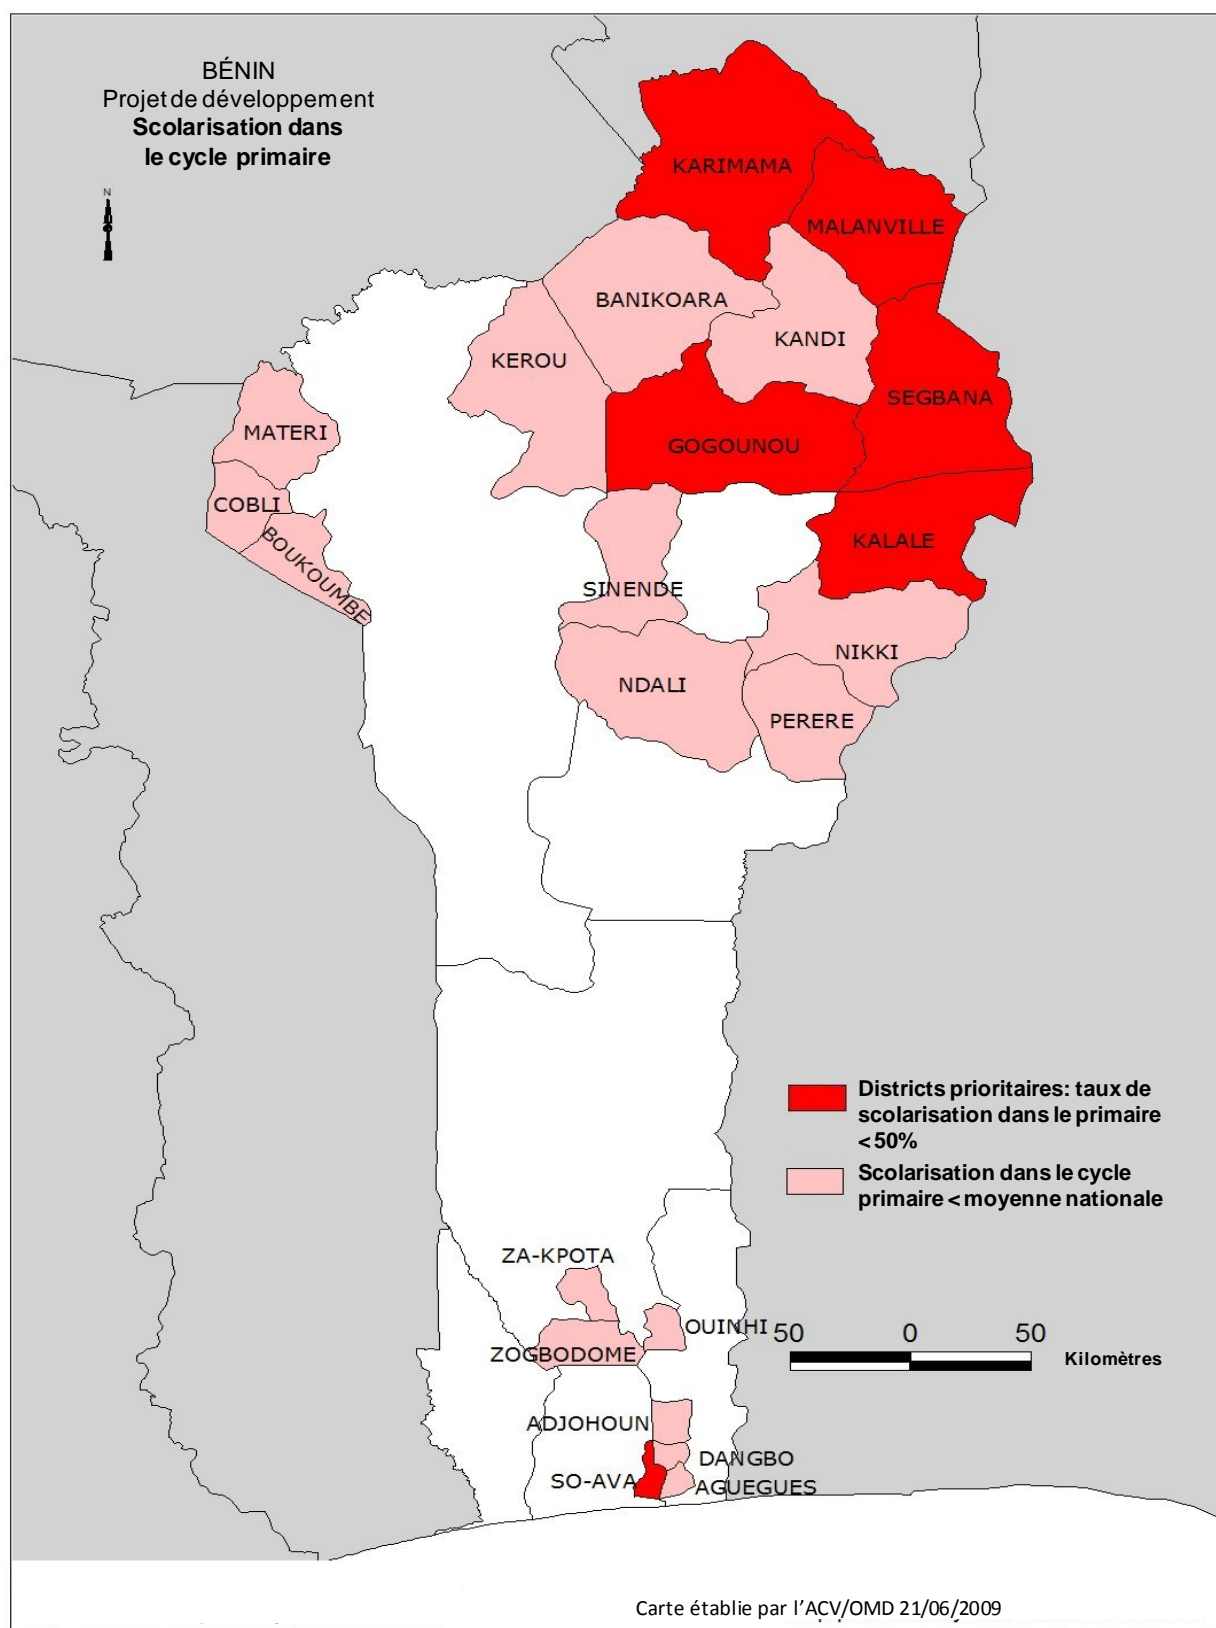 BÉNIN
Projet de développement
Scolarisation dans
le cycle primaire
N
KARIMAMA
MALANVILLE
BANIKOARA
KANDI
KEROU
SEGBANA
MATERI
GOGOUNOU
COBLI
BOUKOUMBE
KALALE
SINENDE
NIKKI
NDALI
PERERE
Districts prioritaires: taux de
scolarisation dans le primaire
< 50%
Scolarisation dans le cycle
primaire < moyenne nationale
ZA-KPOTA
OUINHI
ZOGBODOME
50 0 50
Kilomètres
ADJOHOUN
DANGBO
SO-AVA
AGUEGUES
Carte établie par l'ACV/OMD 21/06/2009